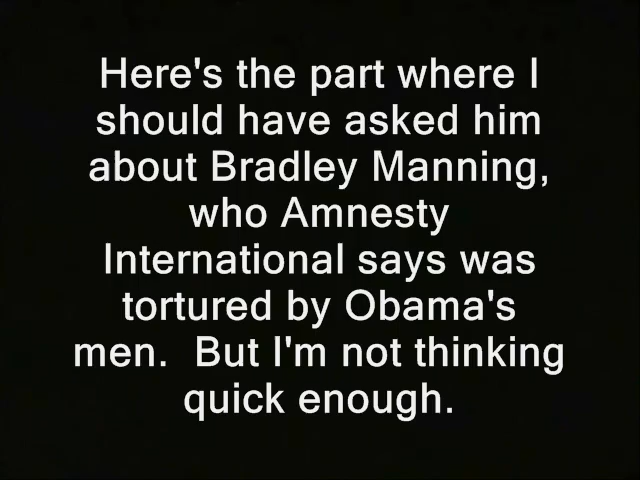 Here's the part where I
should have asked him
about Bradley Manning,
who Amnesty
International says was
tortured by Obama's
men.  But I'm not thinking
quick enough.